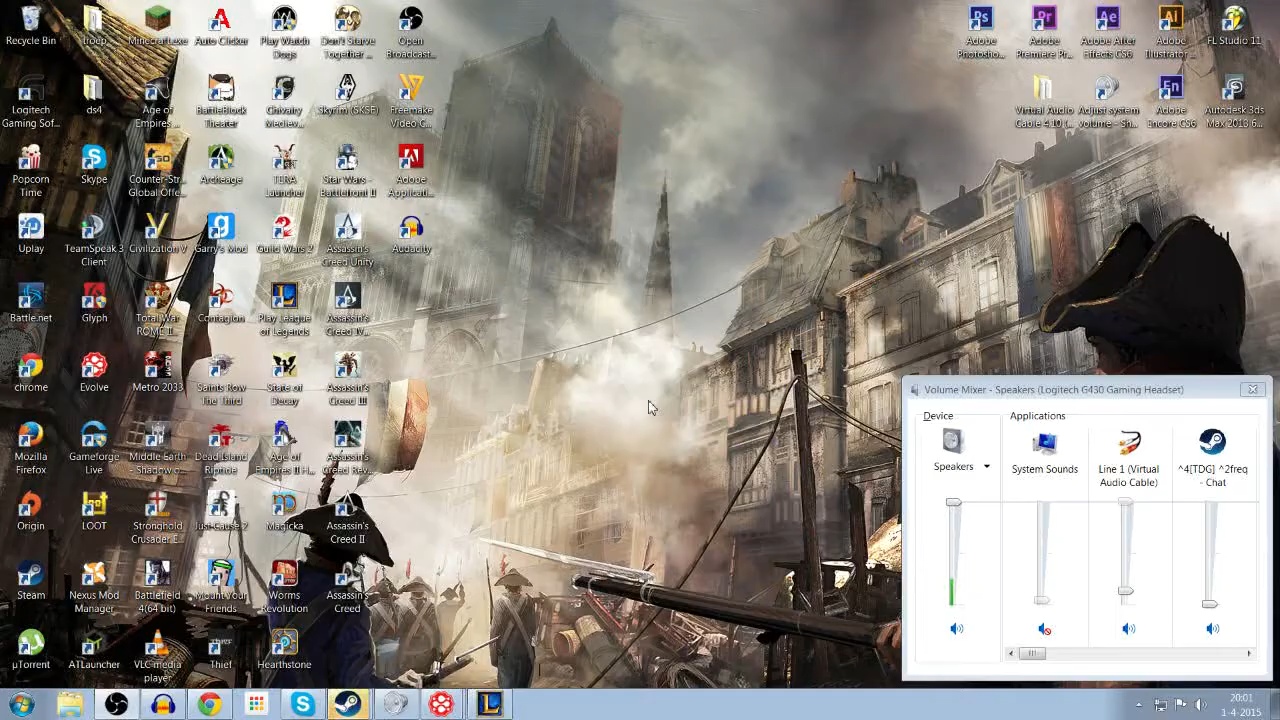 Recycle Bin
troep
Minecraft.exe
Auto Clicker
Play Watch
Dogs
Don't Starve
Together ...
Open
Broadcast...
Adobe
Photosho...
Adobe
Premiere Pr...
Adobe After
Effects CS6
Adobe
Illustrator ...
FL Studio 11
Logitech
Gaming Sof...
ds4
Age of
Empires ...
BattleBlock
Theater
Chivalry
Mediev...
Skyrim (SKSE)
Freemake
Video C...
Virtual Audio
Cable 4.10 [...
Adjust system
volume - Sh...
Adobe
Encore CS6
Autodesk 3ds
Max 2013 6...
Popcorn
Time
Skype
Counter-Str...
Global Offe...
Archeage
TERA
Launcher
Star Wars -
Battlefront II
Adobe
Applicati...
Uplay
TeamSpeak 3
Client
Civilization V
Garry's Mod
Guild Wars 2
Assassin's
Creed Unity
Audacity
Battle.net
Glyph
Total War
ROME II...
Contagion
Play League
of Legends
Assassin's
Creed IV...
chrome
Evolve
Metro 2033
Saints Row
The Third
State of
Decay
Assassin's
Creed III
Mozilla
Firefox
Gameforge
Live
Middle Earth
- Shadow o...
Dead Island
Riptide
Age of
Empires II H...
Assassin's
Creed Rev...
Origin
LOOT
Stronghold
Crusader E...
Just Cause 2
Magicka
Assassin's
Creed II
Steam
Nexus Mod
Manager
Battlefield
4(64 bit)
Mount Your
Friends
Worms
Revolution
Assassin's
Creed
µTorrent
ATLauncher
VLC media
player
Thief
Hearthstone
Volume Mixer - Speakers (Logitech G430 Gaming Headset)
Device
Applications
Speakers
System Sounds
Line 1 (Virtual
Audio Cable)
^4[TDG] ^2freq
- Chat
20:01
1-4-2015